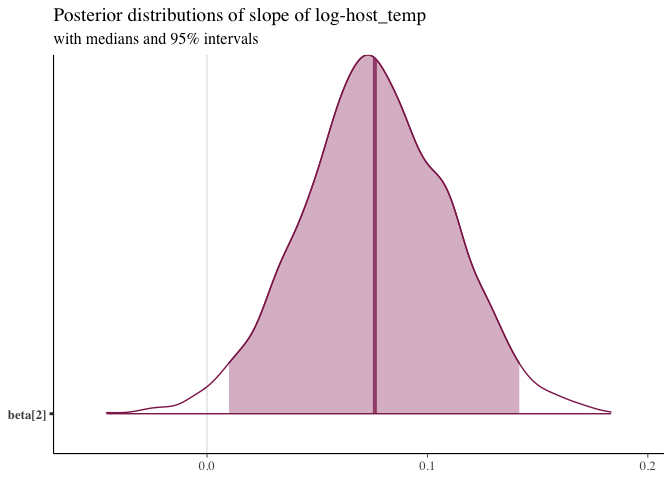 Posterior distributions of slope of log-host_temp
with medians and 95% intervals
beta[2]
0.0 0.1 0.2